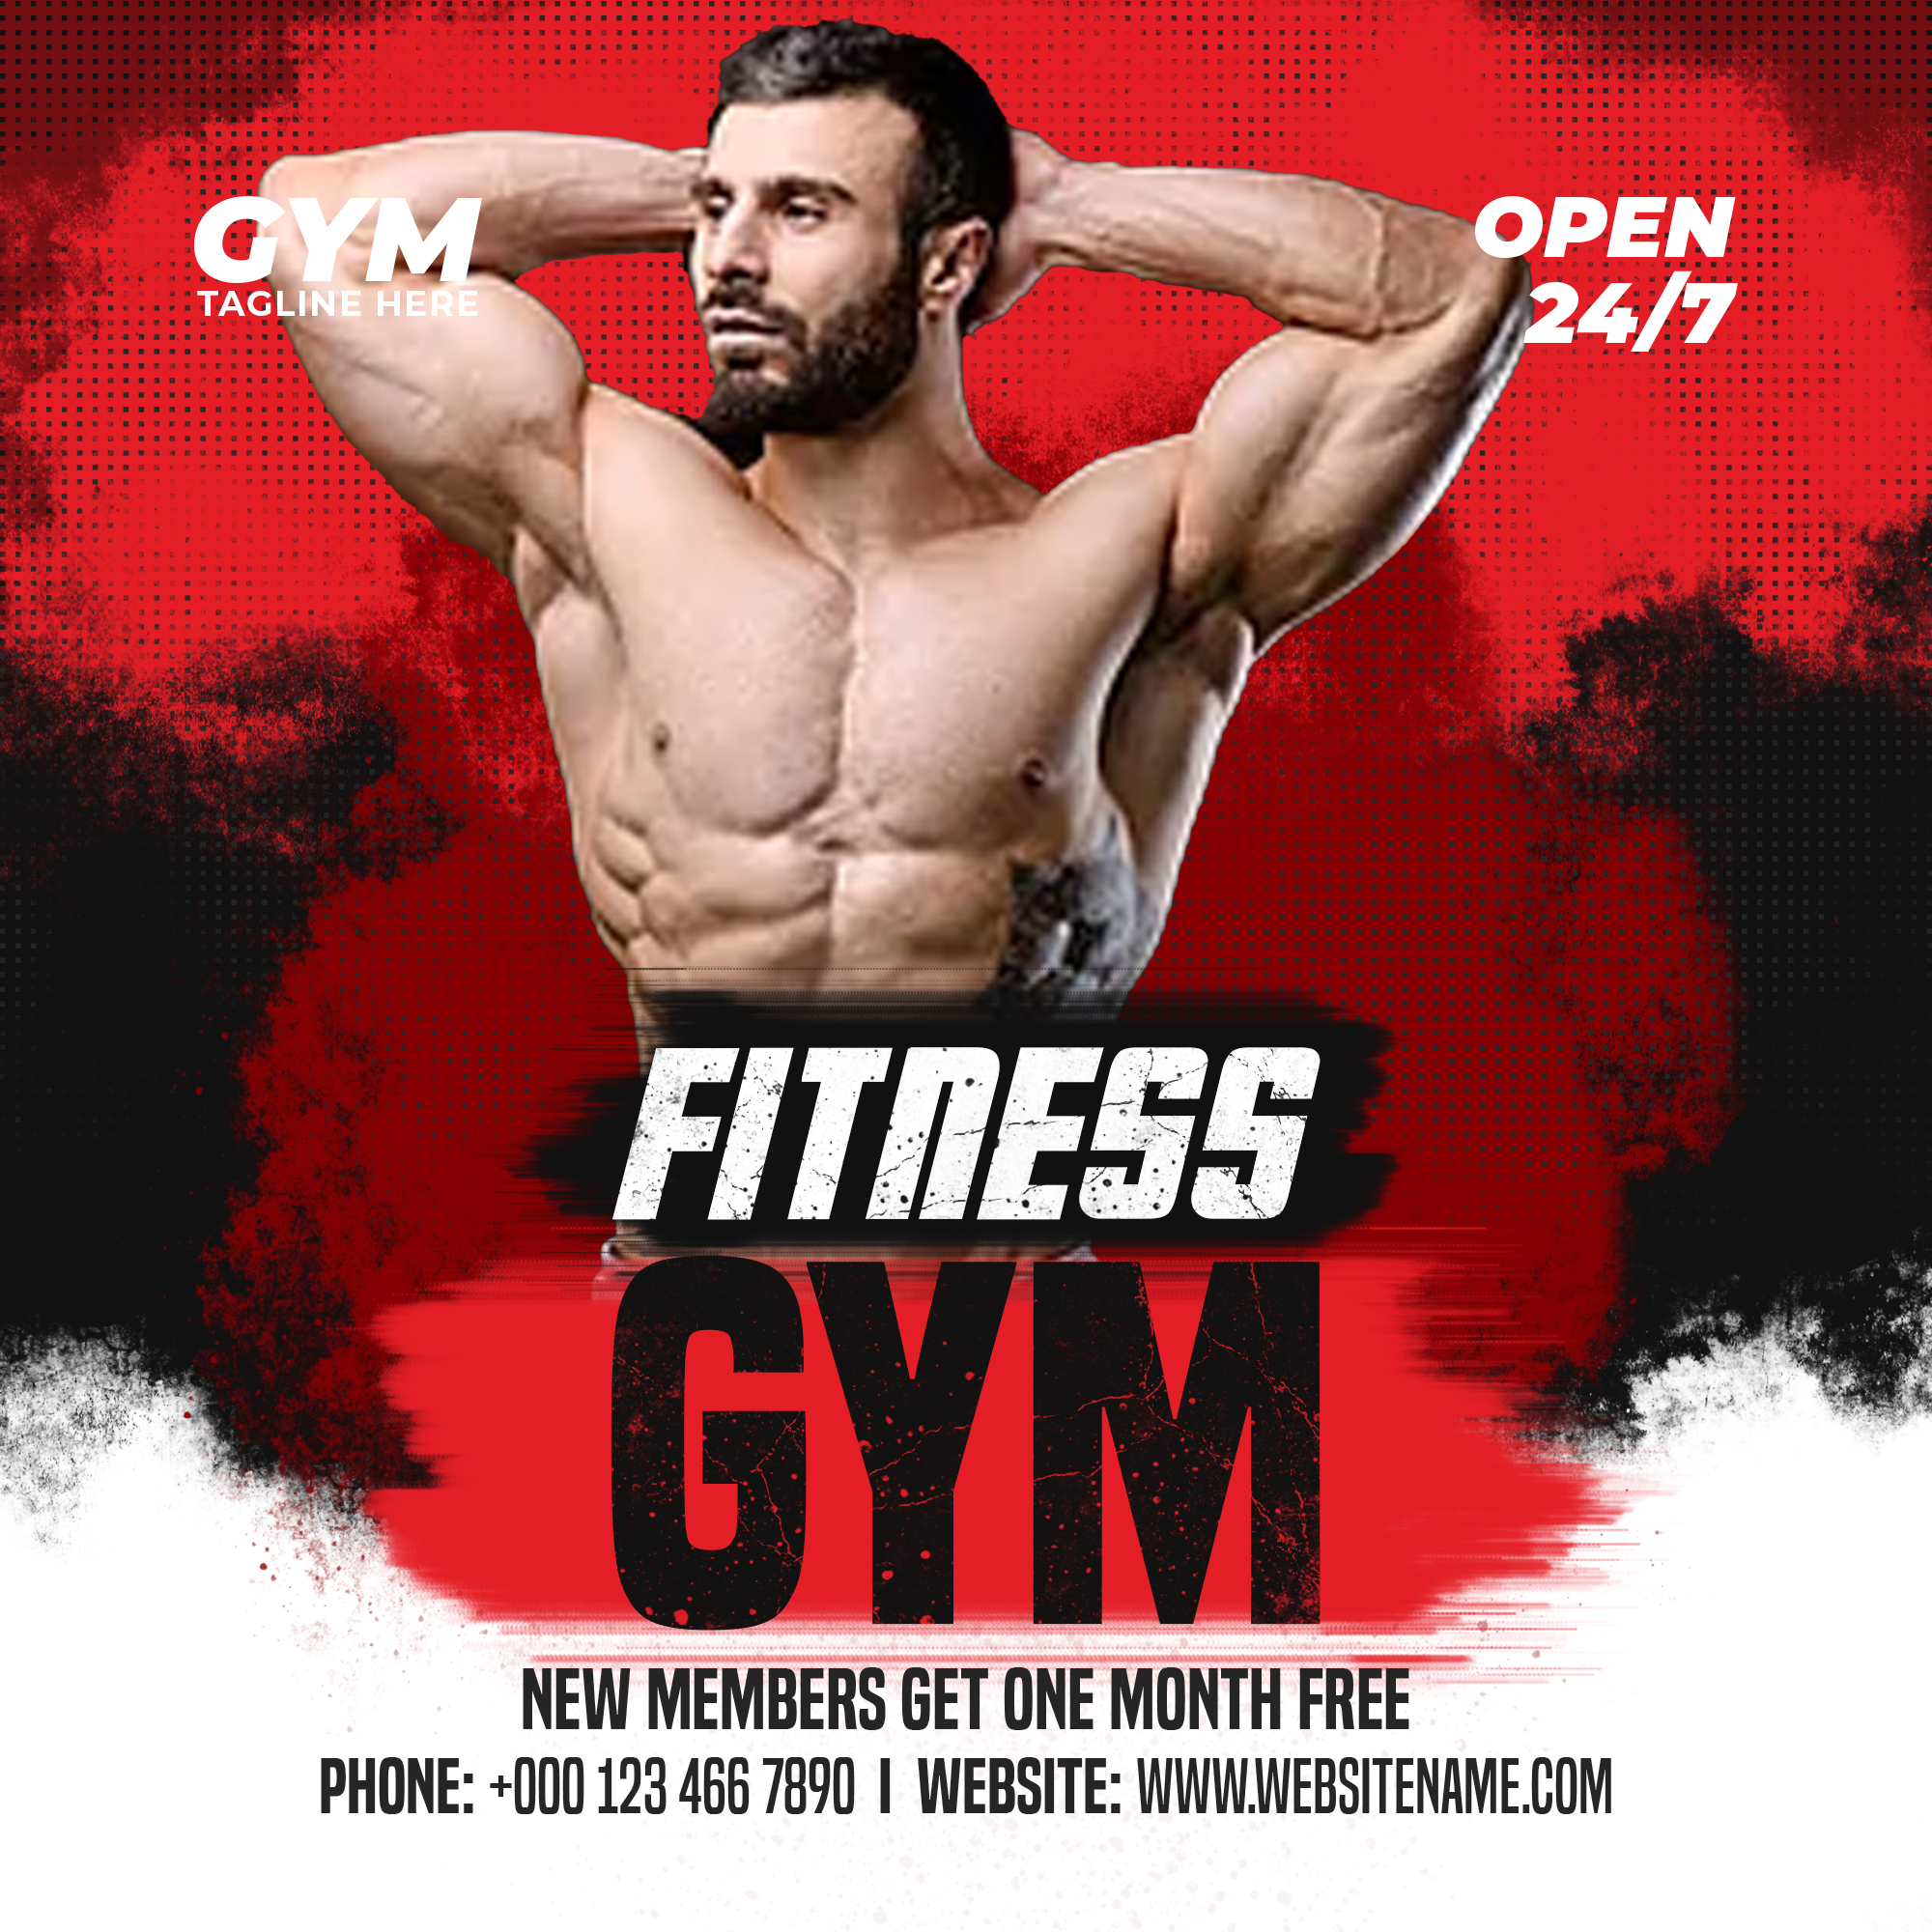 GYM
TAGLINE HERE
OPEN
24/7
FITNESS
GYM
NEW MEMBERS GET ONE MONTH FREE
PHONE: +000 123 466 7890 | WEBSITE: WWW.WEBSITENAME.COM